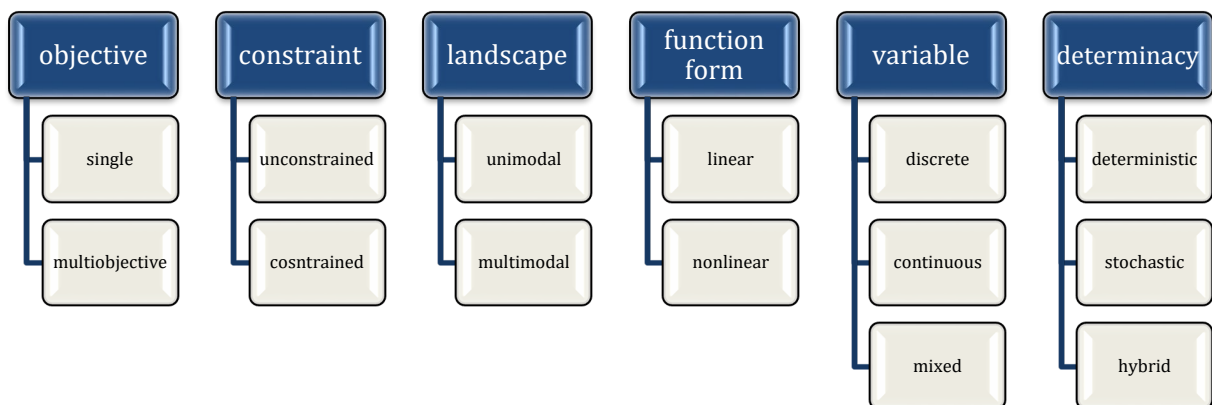 objective
single
multiobjective
constraint
unconstrained
cosntrained
landscape
unimodal
multimodal
function
form
linear
nonlinear
variable
discrete
continuous
mixed
determinacy
deterministic
stochastic
hybrid